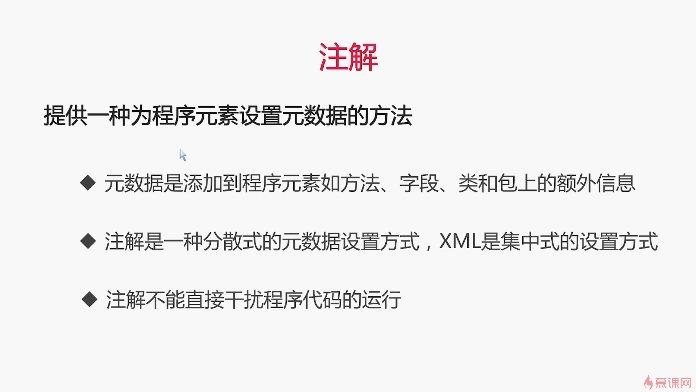 注解
提供一种为程序元素设置元数据的方法
◆ 元数据是添加到程序元素如方法、字段、类和包上的额外信息
◆ 注解是一种分散式的元数据设置方式，XML是集中式的设置方式
◆ 注解不能直接干扰程序代码的运行
慕课网